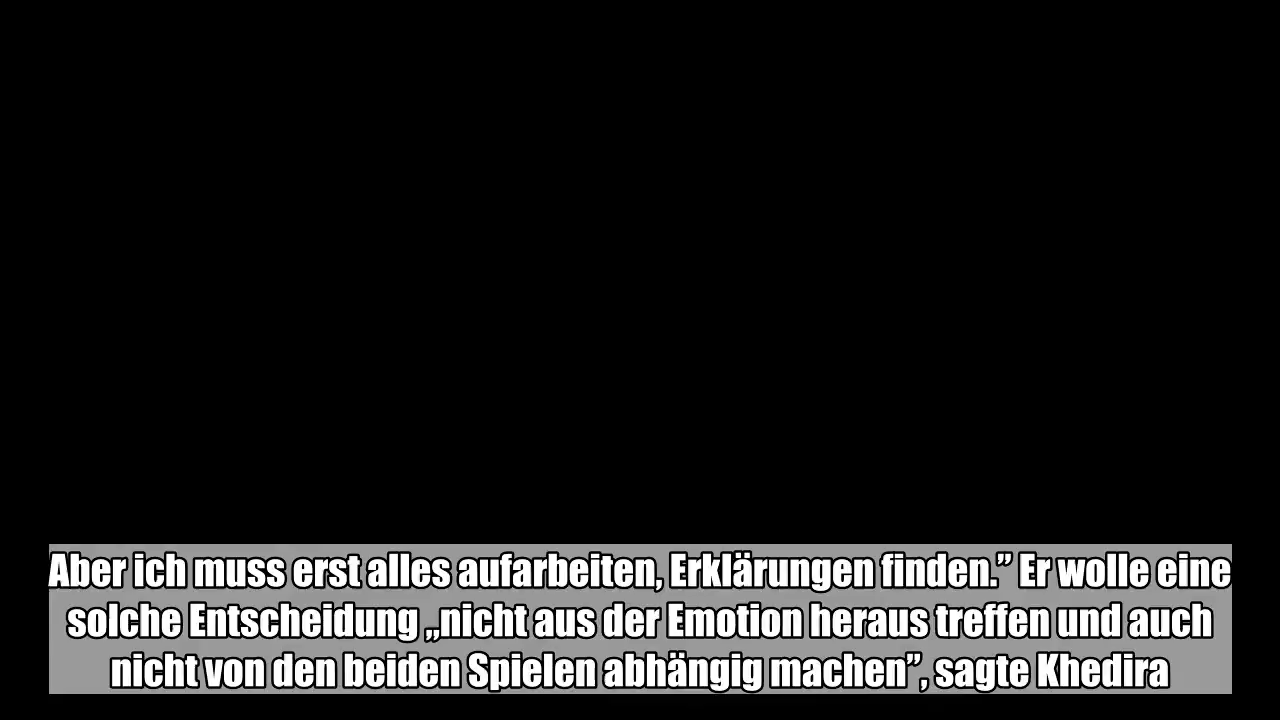 Aber ich muss erst alles aufarbeiten, Erklärungen finden.” Er wolle eine
solche Entscheidung „nicht aus der Emotion heraus treffen und auch
nicht von den beiden Spielen abhängig machen”, sagte Khedira